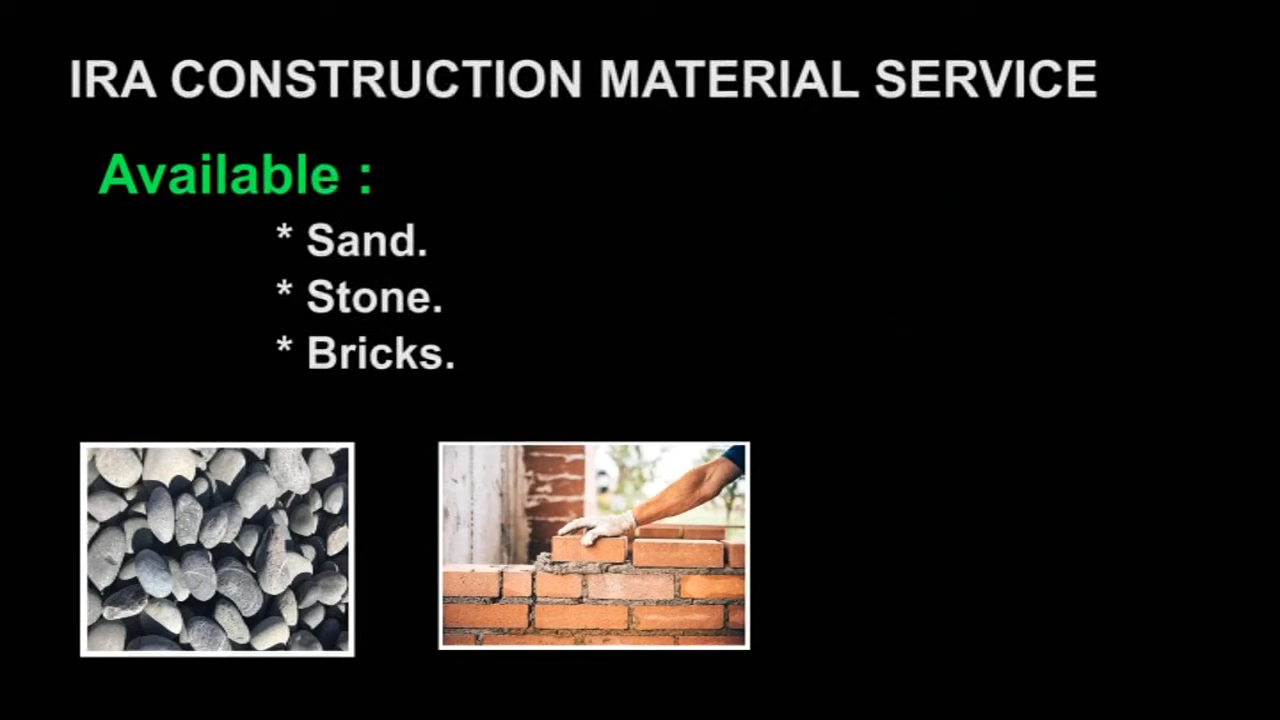 IRA CONSTRUCTION MATERIAL SERVICE
Available :
* Sand.
* Stone.
* Bricks.